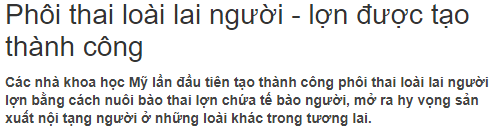 Phôi thai loài lai người - lợn được tạo
thành công
Các nhà khoa học Mỹ lần đầu tiên tạo thành công phôi thai loài lai người
lợn bằng cách nuôi bào thai lợn chứa tế bào người, mở ra hy vọng sản
xuất nội tạng người ở những loài khác trong tương lai.